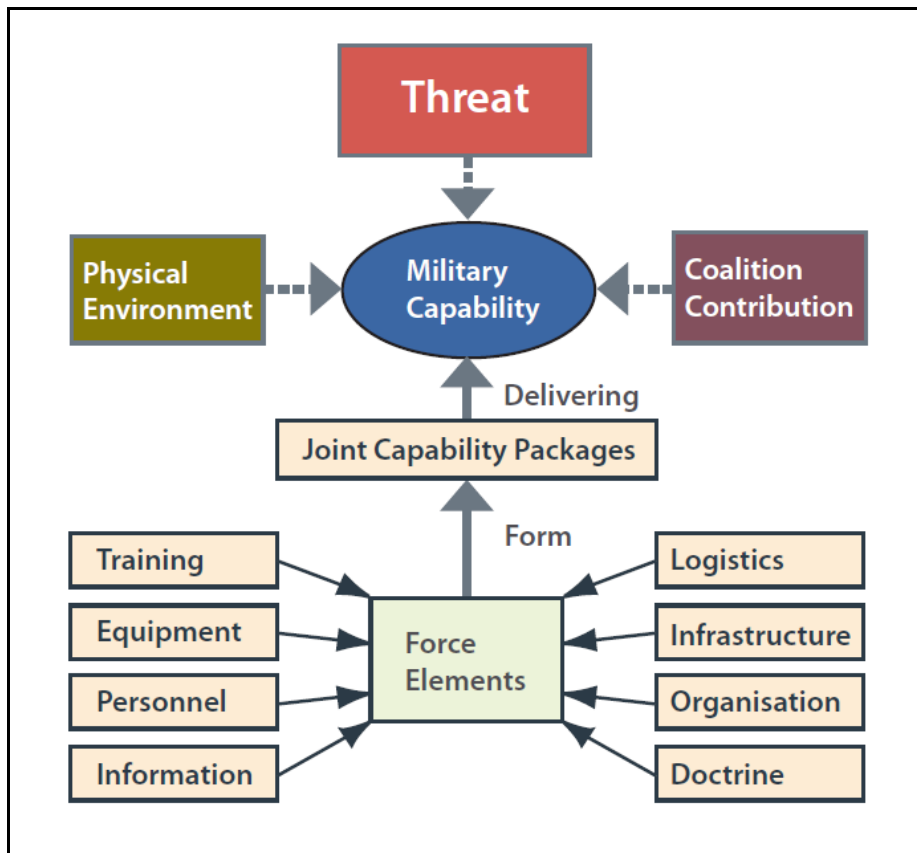 Threat
Physical
Environment
Military
Capability
Coalition
Contribution
Delivering
Joint Capability Packages
Form
Training
Equipment
Personnel
Information
Force
Elements
Logistics
Infrastructure
Organisation
Doctrine